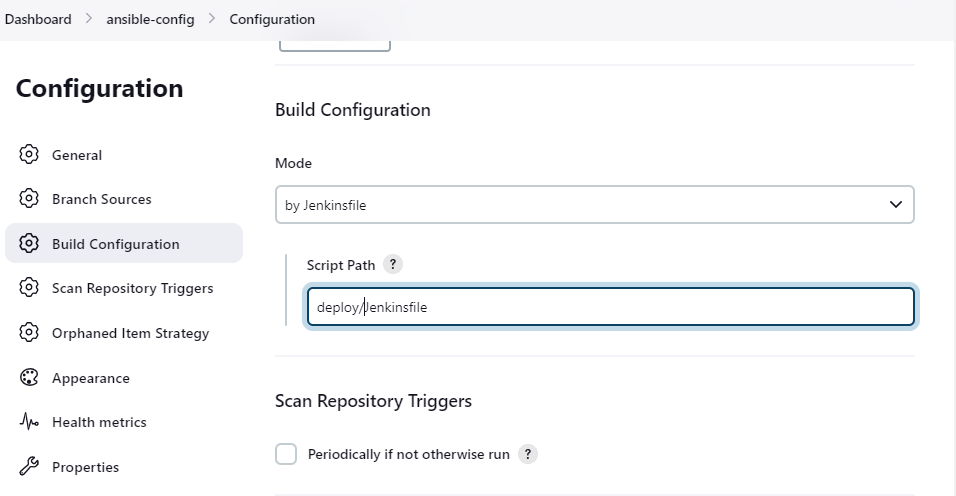 Dashboard > ansible-config > Configuration
Configuration
General
Branch Sources
Build Configuration
Scan Repository Triggers
Orphaned Item Strategy
Appearance
Health metrics
Properties
Build Configuration
Mode
by Jenkinsfile
Script Path ?
deploy/Jenkinsfile
Scan Repository Triggers
Periodically if not otherwise run ?